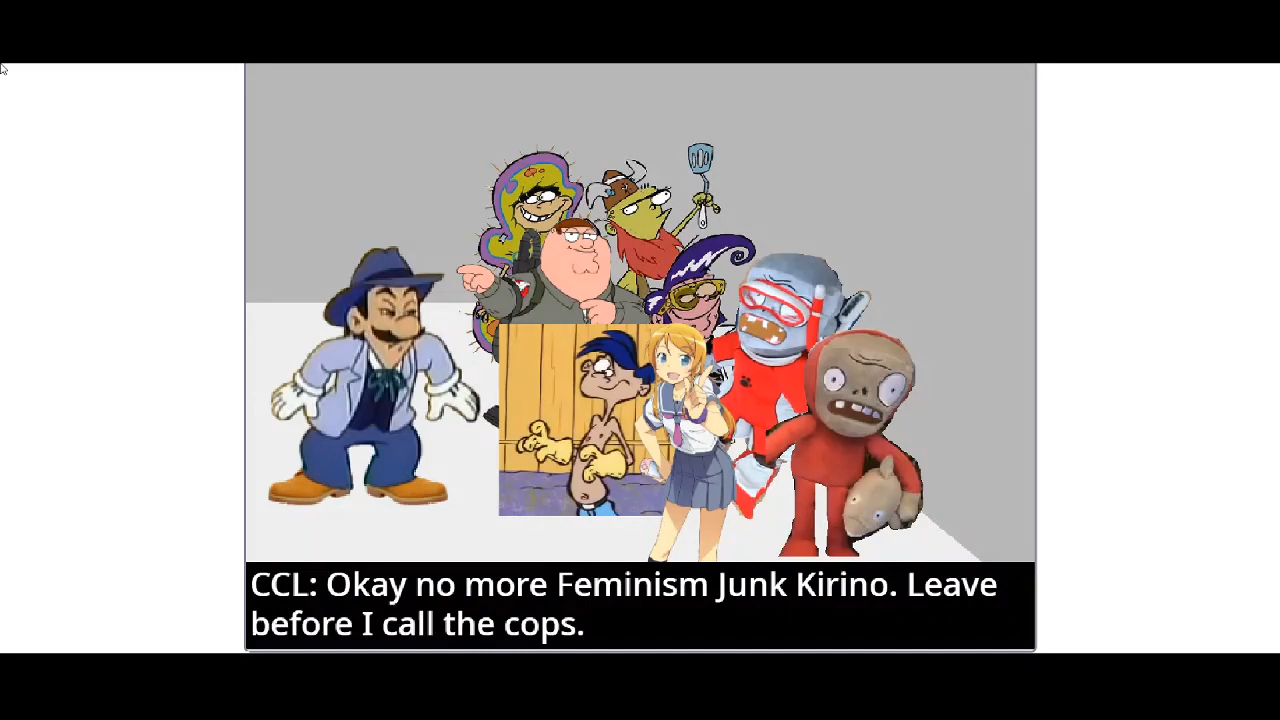 CCL: Okay no more Feminism Junk Kirino. Leave
before I call the cops.